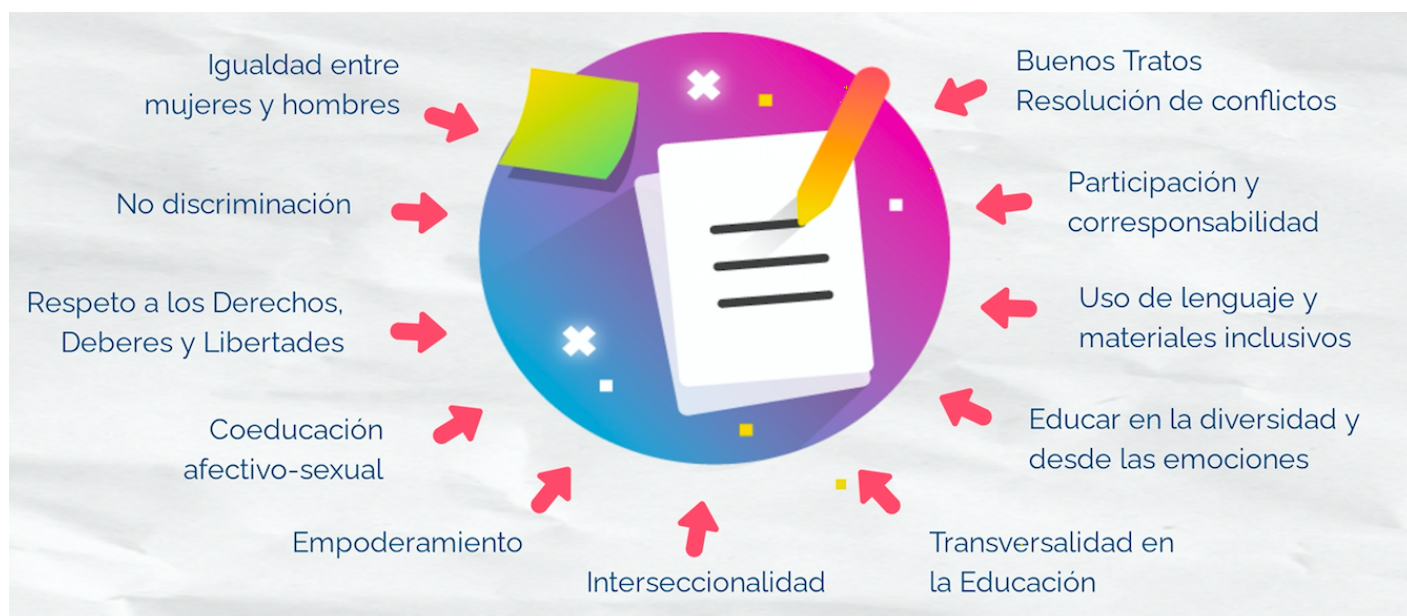 Igualdad entre
mujeres y hombres
No discriminación
Respeto a los Derechos,
Deberes y Libertades
Coeducación
afectivo-sexual
Empoderamiento
Interseccionalidad
Buenos Tratos
Resolución de conflictos
Participación y
corresponsabilidad
Uso de lenguaje y
materiales inclusivos
Educar en la diversidad y
desde las emociones
Transversalidad en
la Educación